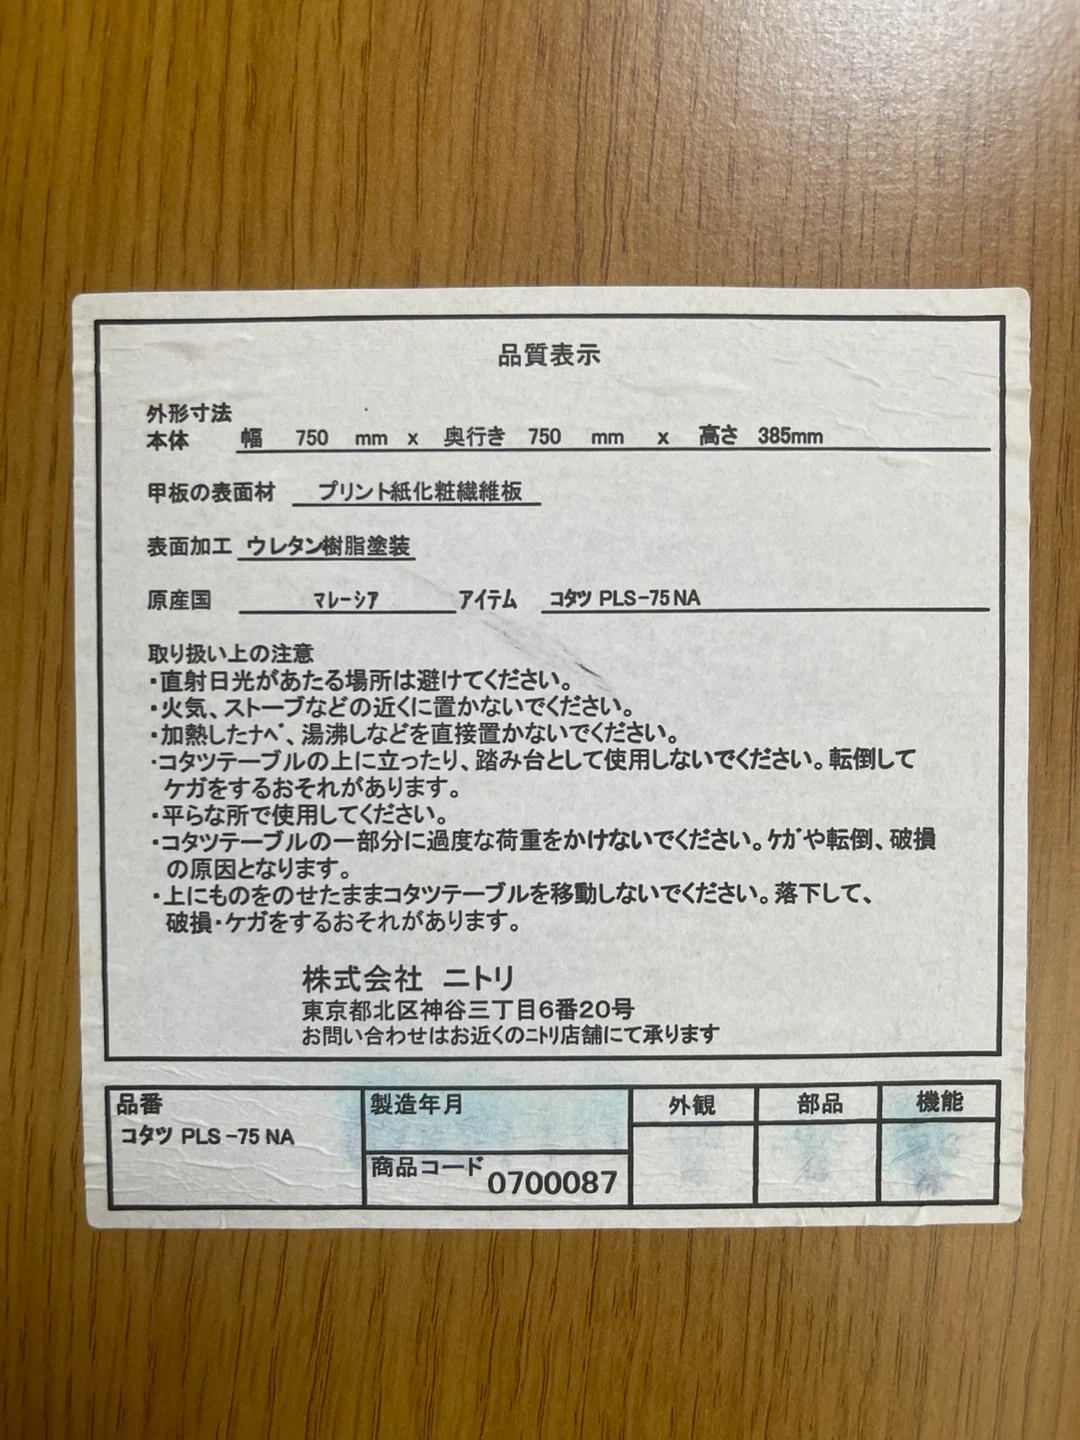 品質表示
外形寸法
本体 幅 750 mm x 奥行き 750 mm x 高さ 385mm
甲板の表面材 プリント紙化粧繊維板
表面加工 ウレタン樹脂塗装
原産国 マレーシア アイテム コタツ PLS-75 NA
取り扱い上の注意
・直射日光があたる場所は避けてください。
・火気、ストーブなどの近くに置かないでください。
・加熱したナベ、湯沸しなどを直接置かないでください。
・コタツテーブルの上に立ったり、踏み台として使用しないでください。転倒して
ケガをするおそれがあります。
・平らな所で使用してください。
・コタツテーブルの一部分に過度な荷重をかけないでください。ケガや転倒、破損
の原因となります。
・上にものをのせたままコタツテーブルを移動しないでください。落下して、
破損・ケガをするおそれがあります。
株式会社 ニトリ
東京都北区神谷三丁目6番20号
お問い合わせはお近くのニトリ店舗にて承ります
品番 製造年月 外観 部品 機能
コタツ PLS-75 NA
商品コード 0700087